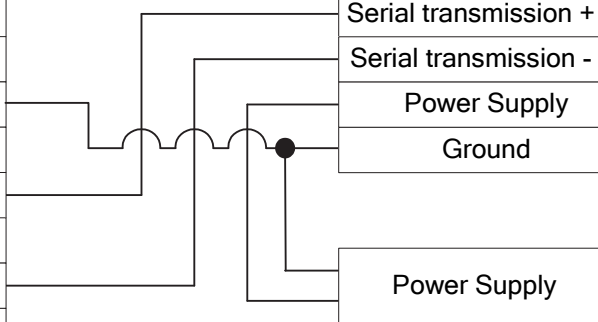 Serial transmission +
Serial transmission -
Power Supply
Ground
Power Supply